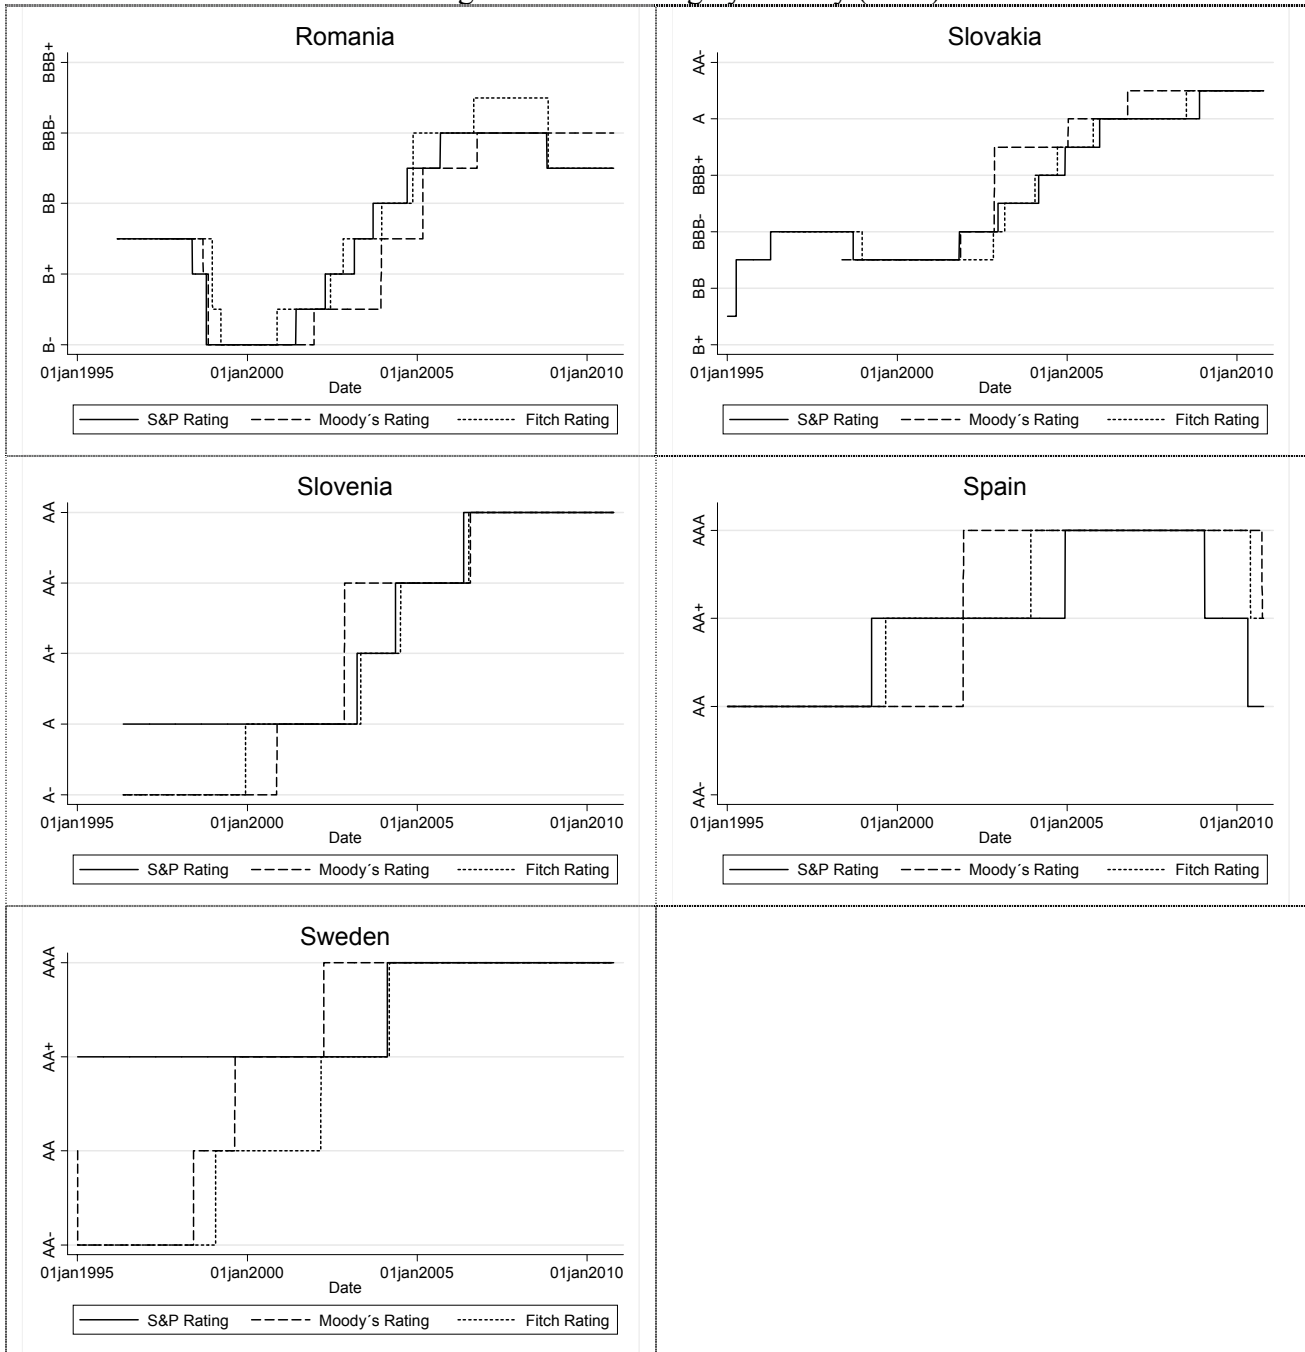 Romania
BBB+
BBB-
BB
B+
B-
01jan1995 01jan2000 01jan2005 01jan2010
Date
S&P Rating Moody´s Rating Fitch Rating
Slovakia
AA-
A
BBB+
BBB-
BB
B+
01jan1995 01jan2000 01jan2005 01jan2010
Date
S&P Rating Moody´s Rating Fitch Rating
Slovenia
AA
AA-
A+
A
A-
01jan1995 01jan2000 01jan2005 01jan2010
Date
S&P Rating Moody´s Rating Fitch Rating
Spain
AAA
AA+
AA
AA-
01jan1995 01jan2000 01jan2005 01jan2010
Date
S&P Rating Moody´s Rating Fitch Rating
Sweden
AAA
AA+
AA
AA-
01jan1995 01jan2000 01jan2005 01jan2010
Date
S&P Rating Moody´s Rating Fitch Rating